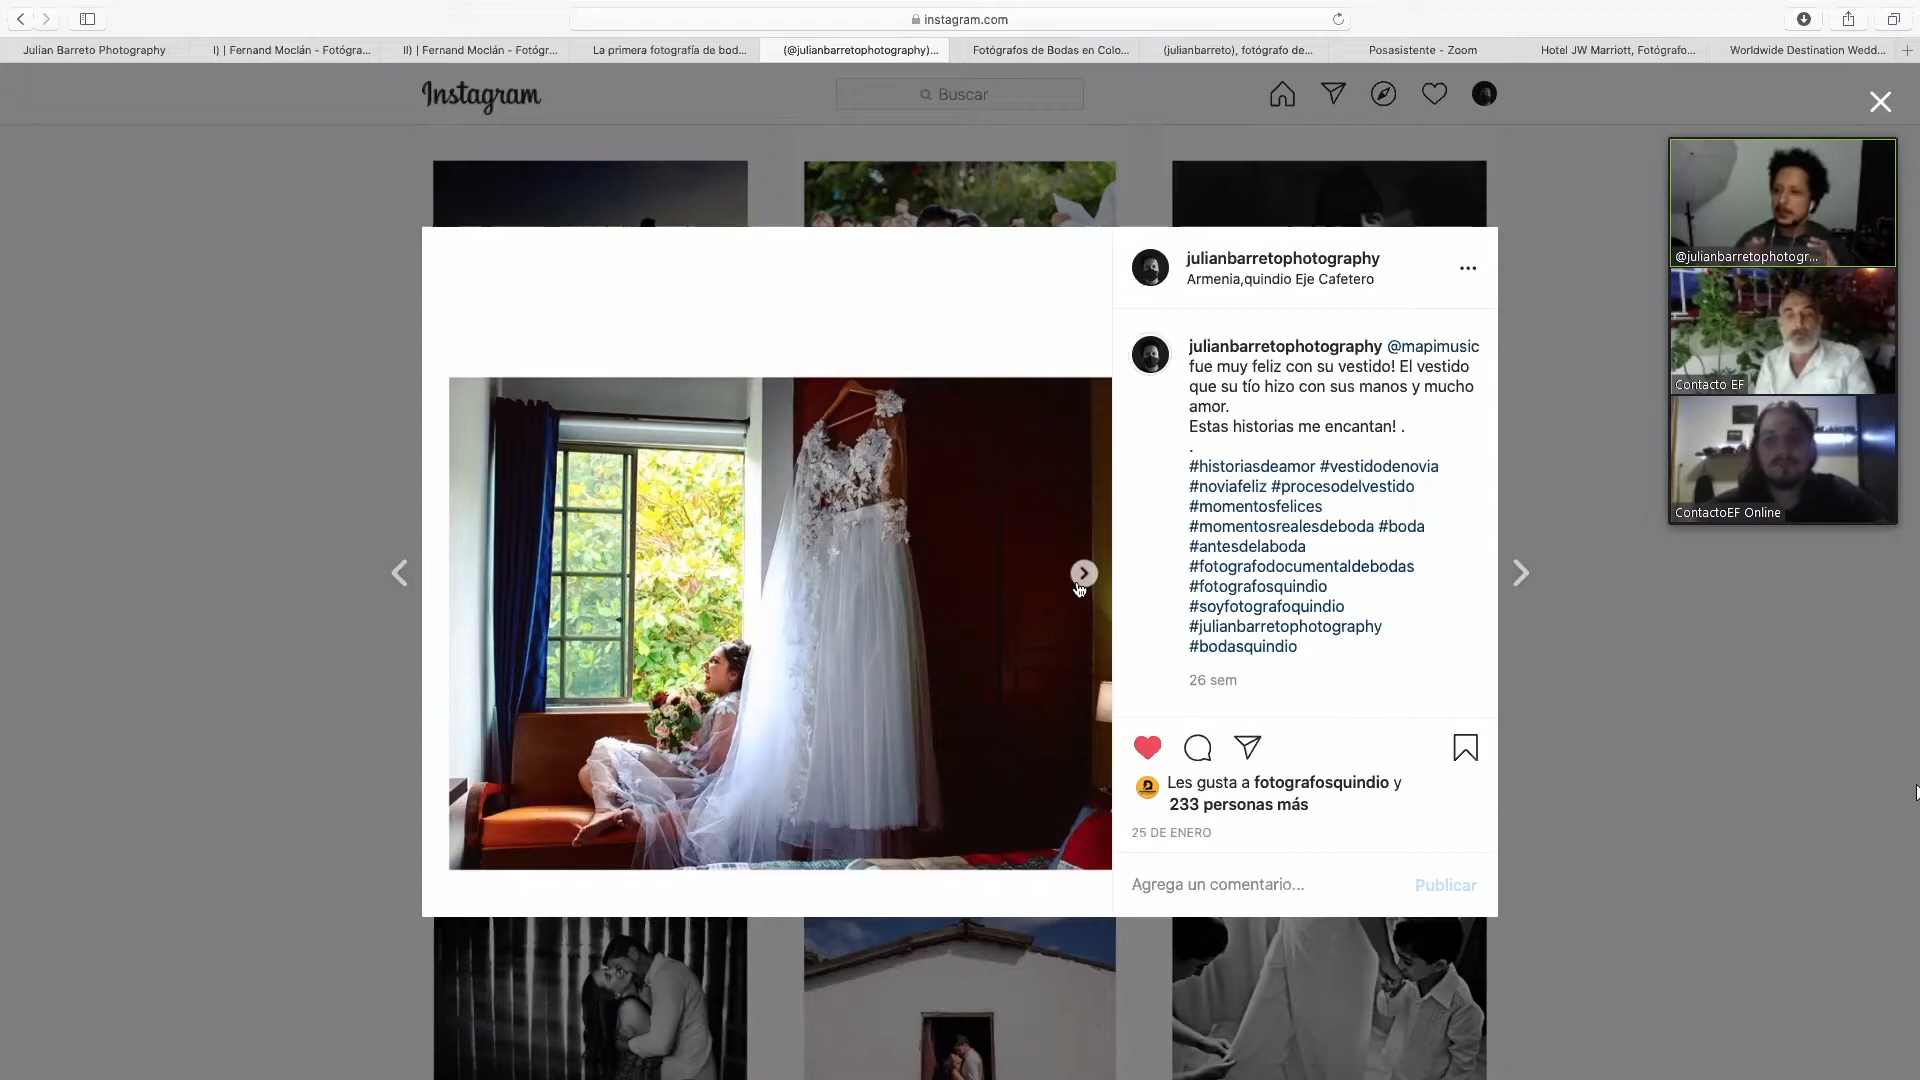 instagram.com
Julian Barreto Photography
I) | Fernand Moclán - Fotógra...
II) | Fernand Moclán - Fotógr...
La primera fotografía de bod...
(@julianbarretophotography)...
Fotógrafos de Bodas en Colo...
(julianbarreto), fotógrafo de...
Posasistente - Zoom
Hotel JW Marriott, Fotógrafo...
Worldwide Destination Wedd...
Instagram
Buscar
julianbarretophotography
Armenia,quindio Eje Cafetero
julianbarretophotography @mapimusic
fue muy feliz con su vestido! El vestido
que su tío hizo con sus manos y mucho
amor.
Estas historias me encantan! .
.
#historiasdeamor #vestidodenovia
#noviafeliz #procesodelvestido
#momentosfelices
#momentosrealesdeboda #boda
#antesdelaboda
#fotografodocumentaldebodas
#fotografosquindio
#soyfotografoquindio
#julianbarretophotography
#bodasquindio
26 sem
Les gusta a fotografosquindio y
233 personas más
25 DE ENERO
Agrega un comentario...
Publicar
@julianbarretophotogr...
Contacto EF
ContactoEF Online